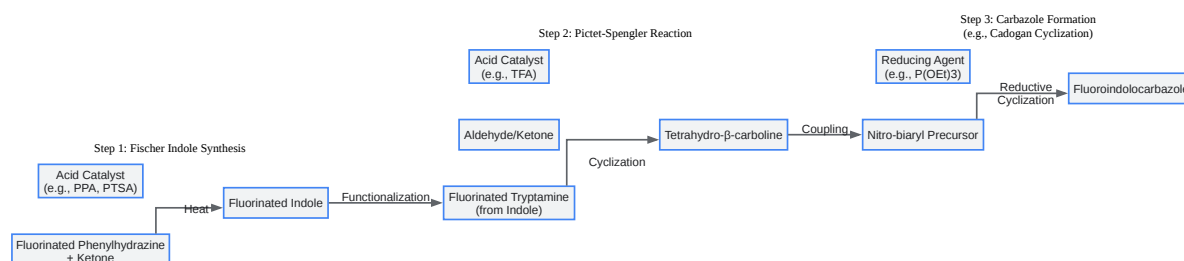 Step 1: Fischer Indole Synthesis
Acid Catalyst
(e.g., PPA, PTSA)
Fluorinated Phenylhydrazine
+ Ketone
Heat
Fluorinated Indole
Functionalization
Step 2: Pictet-Spengler Reaction
Acid Catalyst
(e.g., TFA)
Aldehyde/Ketone
Fluorinated Tryptamine
(from Indole)
Cyclization
Tetrahydro-β-carboline
Coupling
Step 3: Carbazole Formation
(e.g., Cadogan Cyclization)
Reducing Agent
(e.g., P(OEt)3)
Nitro-biaryl Precursor
Reductive
Cyclization
Fluoroindolocarbazole